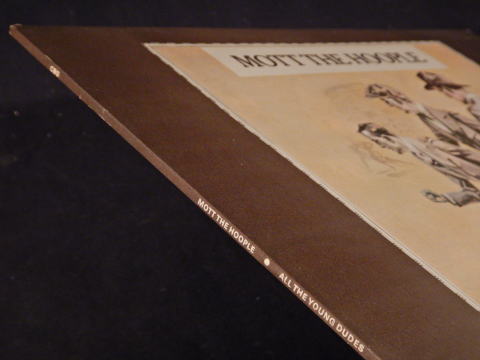 MOTT THE HOOPLE
MOTT THE HOOPLE • ALL THE YOUNG DUDES